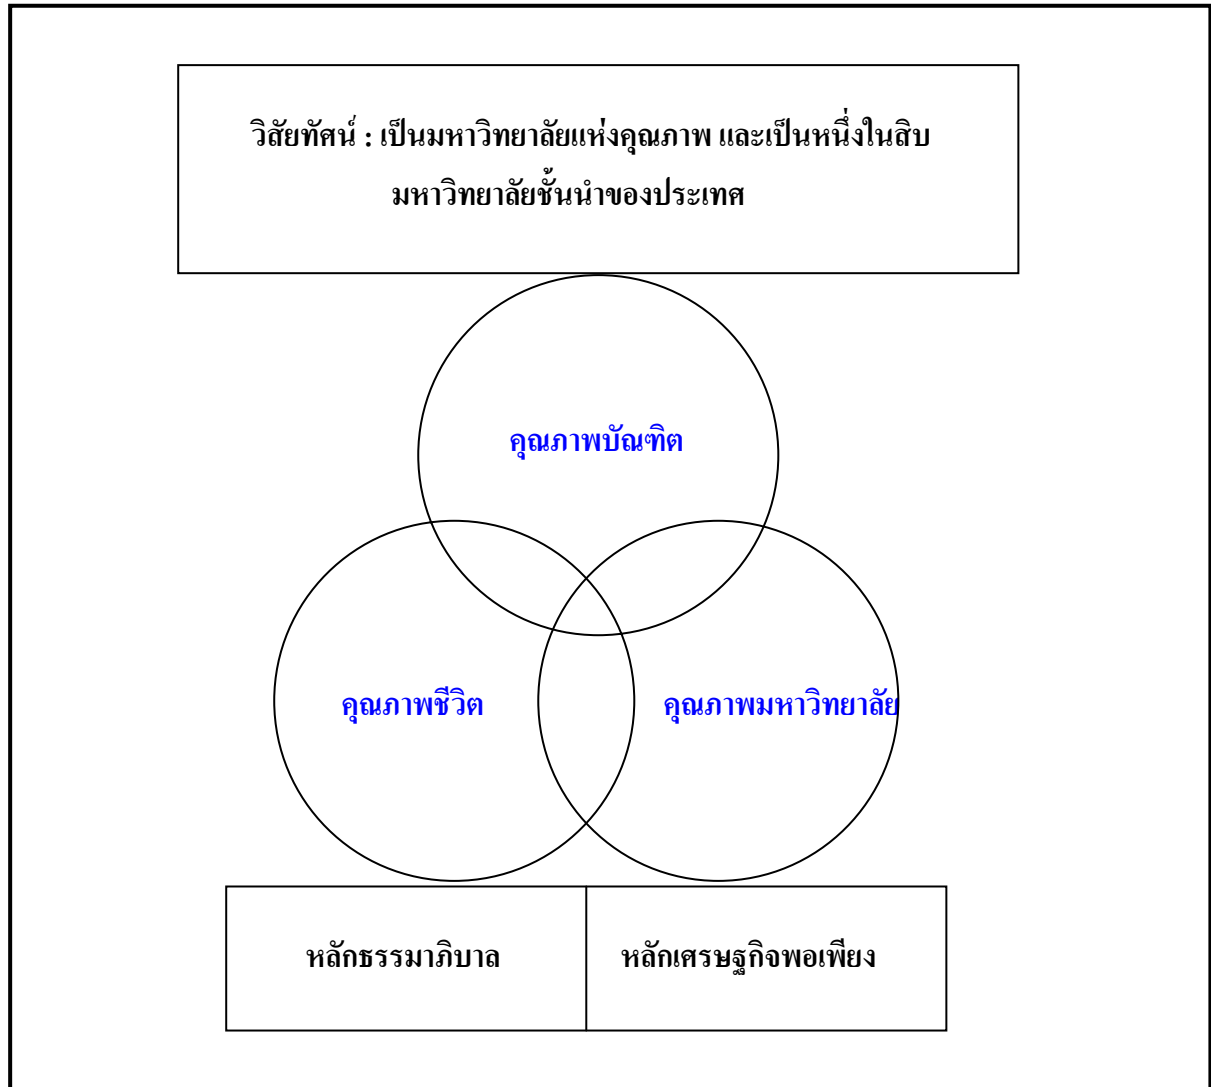 วิสัยทัศน์ : เป็นมหาวิทยาลัยแห่งคุณภาพ และเป็นหนึ่งในสิบ
มหาวิทยาลัยชั้นนำของประเทศ
คุณภาพบัณฑิต
คุณภาพชีวิต
คุณภาพมหาวิทยาลัย
หลักธรรมาภิบาล
หลักเศรษฐกิจพอเพียง